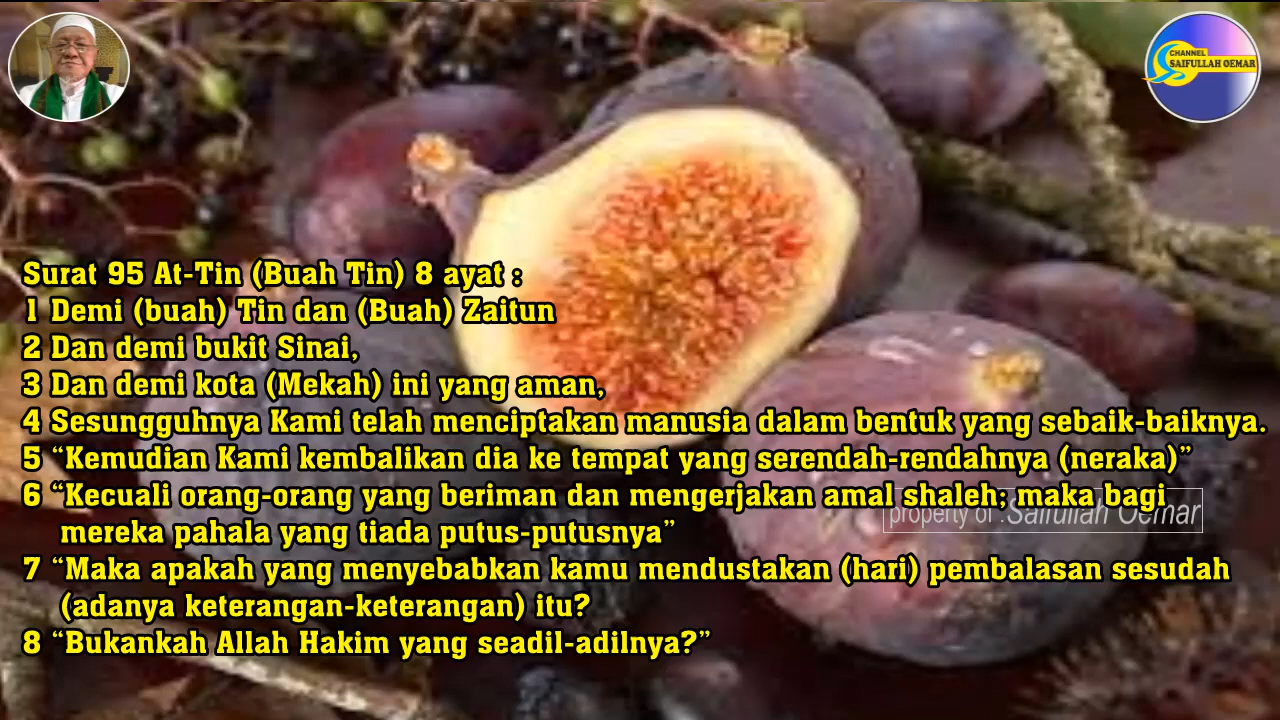 CHANNEL
SAIFULLAH OEMAR
Surat 95 At-Tin (Buah Tin) 8 ayat :
1 Demi (buah) Tin dan (Buah) Zaitun
2 Dan demi bukit Sinai,
3 Dan demi kota (Mekah) ini yang aman,
4 Sesungguhnya Kami telah menciptakan manusia dalam bentuk yang sebaik-baiknya.
5 “Kemudian Kami kembalikan dia ke tempat yang serendah-rendahnya (neraka)”
6 “Kecuali orang-orang yang beriman dan mengerjakan amal shaleh; maka bagi
mereka pahala yang tiada putus-putusnya”
property of :Saifullah Oemar
7 “Maka apakah yang menyebabkan kamu mendustakan (hari) pembalasan sesudah
(adanya keterangan-keterangan) itu?
8 “Bukankah Allah Hakim yang seadil-adilnya?”